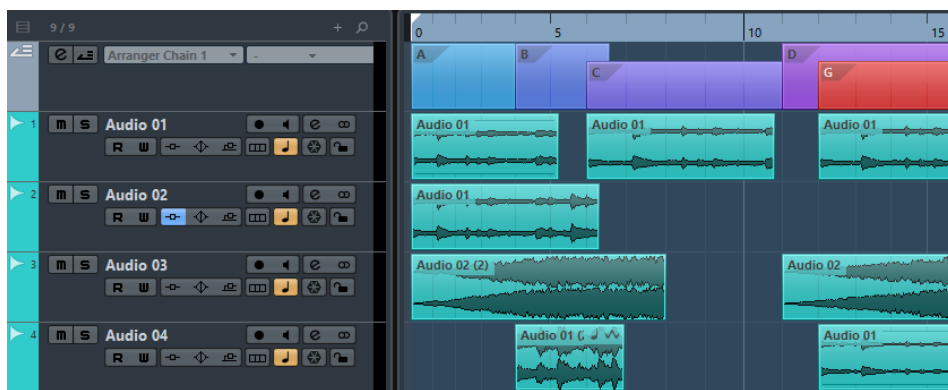 9/9
0 5 10 15
e Arranger Chain 1 -
A B C D G
1 m S Audio 01 e
R W
Audio 01 Audio 01 Audio 01
2 m S Audio 02 e
R W
Audio 01
3 m S Audio 03 e
R W
Audio 02 (2) Audio 02
4 m S Audio 04 e
R W
Audio 01 (2 Audio 01